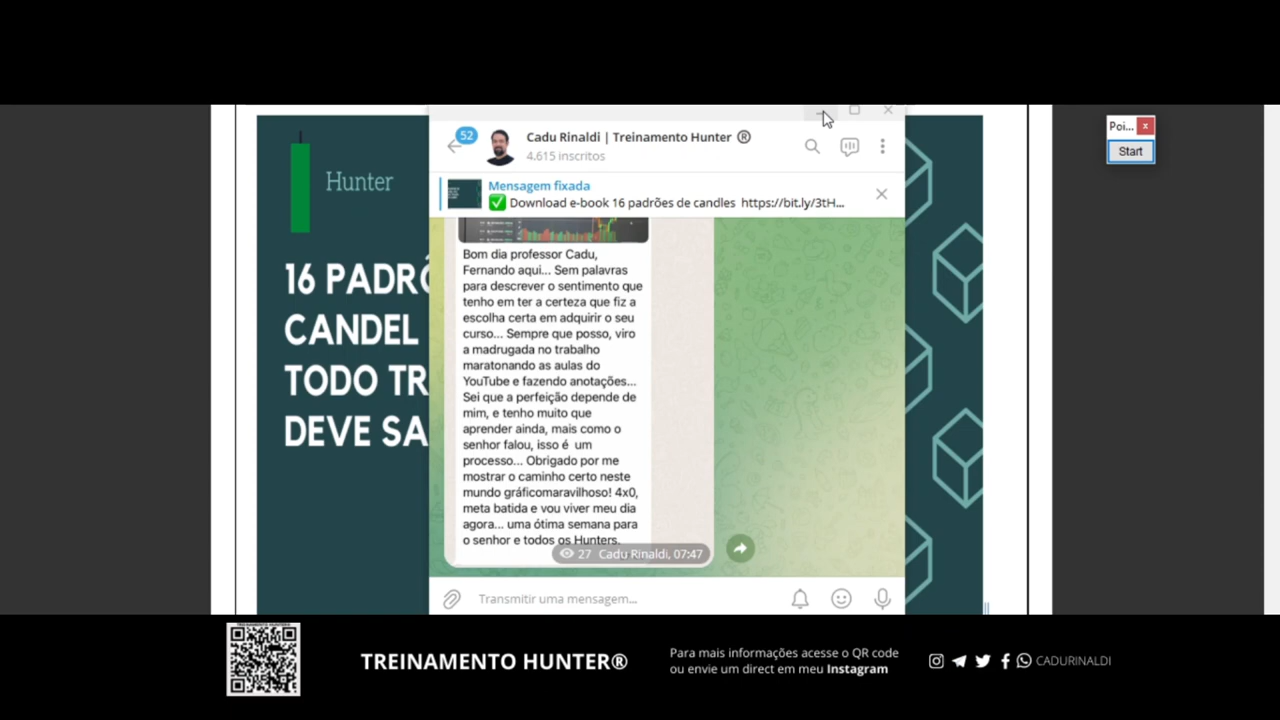 Hunter
16 PADRÕ
CANDEL
TODO TR
DEVE SA
52
Cadu Rinaldi | Treinamento Hunter ®
4.615 inscritos
Mensagem fixada
✅ Download e-book 16 padrões de candles https://bit.ly/3tH...
Bom dia professor Cadu,
Fernando aqui... Sem palavras
para descrever o sentimento que
tenho em ter a certeza que fiz a
escolha certa em adquirir o seu
curso... Sempre que posso, viro
a madrugada no trabalho
maratonando as aulas do
YouTube e fazendo anotações...
Sei que a perfeição depende de
mim, e tenho muito que
aprender ainda, mais como o
senhor falou, isso é um
processo... Obrigado por me
mostrar o caminho certo neste
mundo gráficomaravilhoso! 4x0,
meta batida e vou viver meu dia
agora... uma ótima semana para
o senhor e todos os Hunters.
27 Cadu Rinaldi, 07:47
Transmitir uma mensagem...
Poi...
Start
TREINAMENTO HUNTER®
Para mais informações acesse o QR code
ou envie um direct em meu Instagram
CADURINALDI